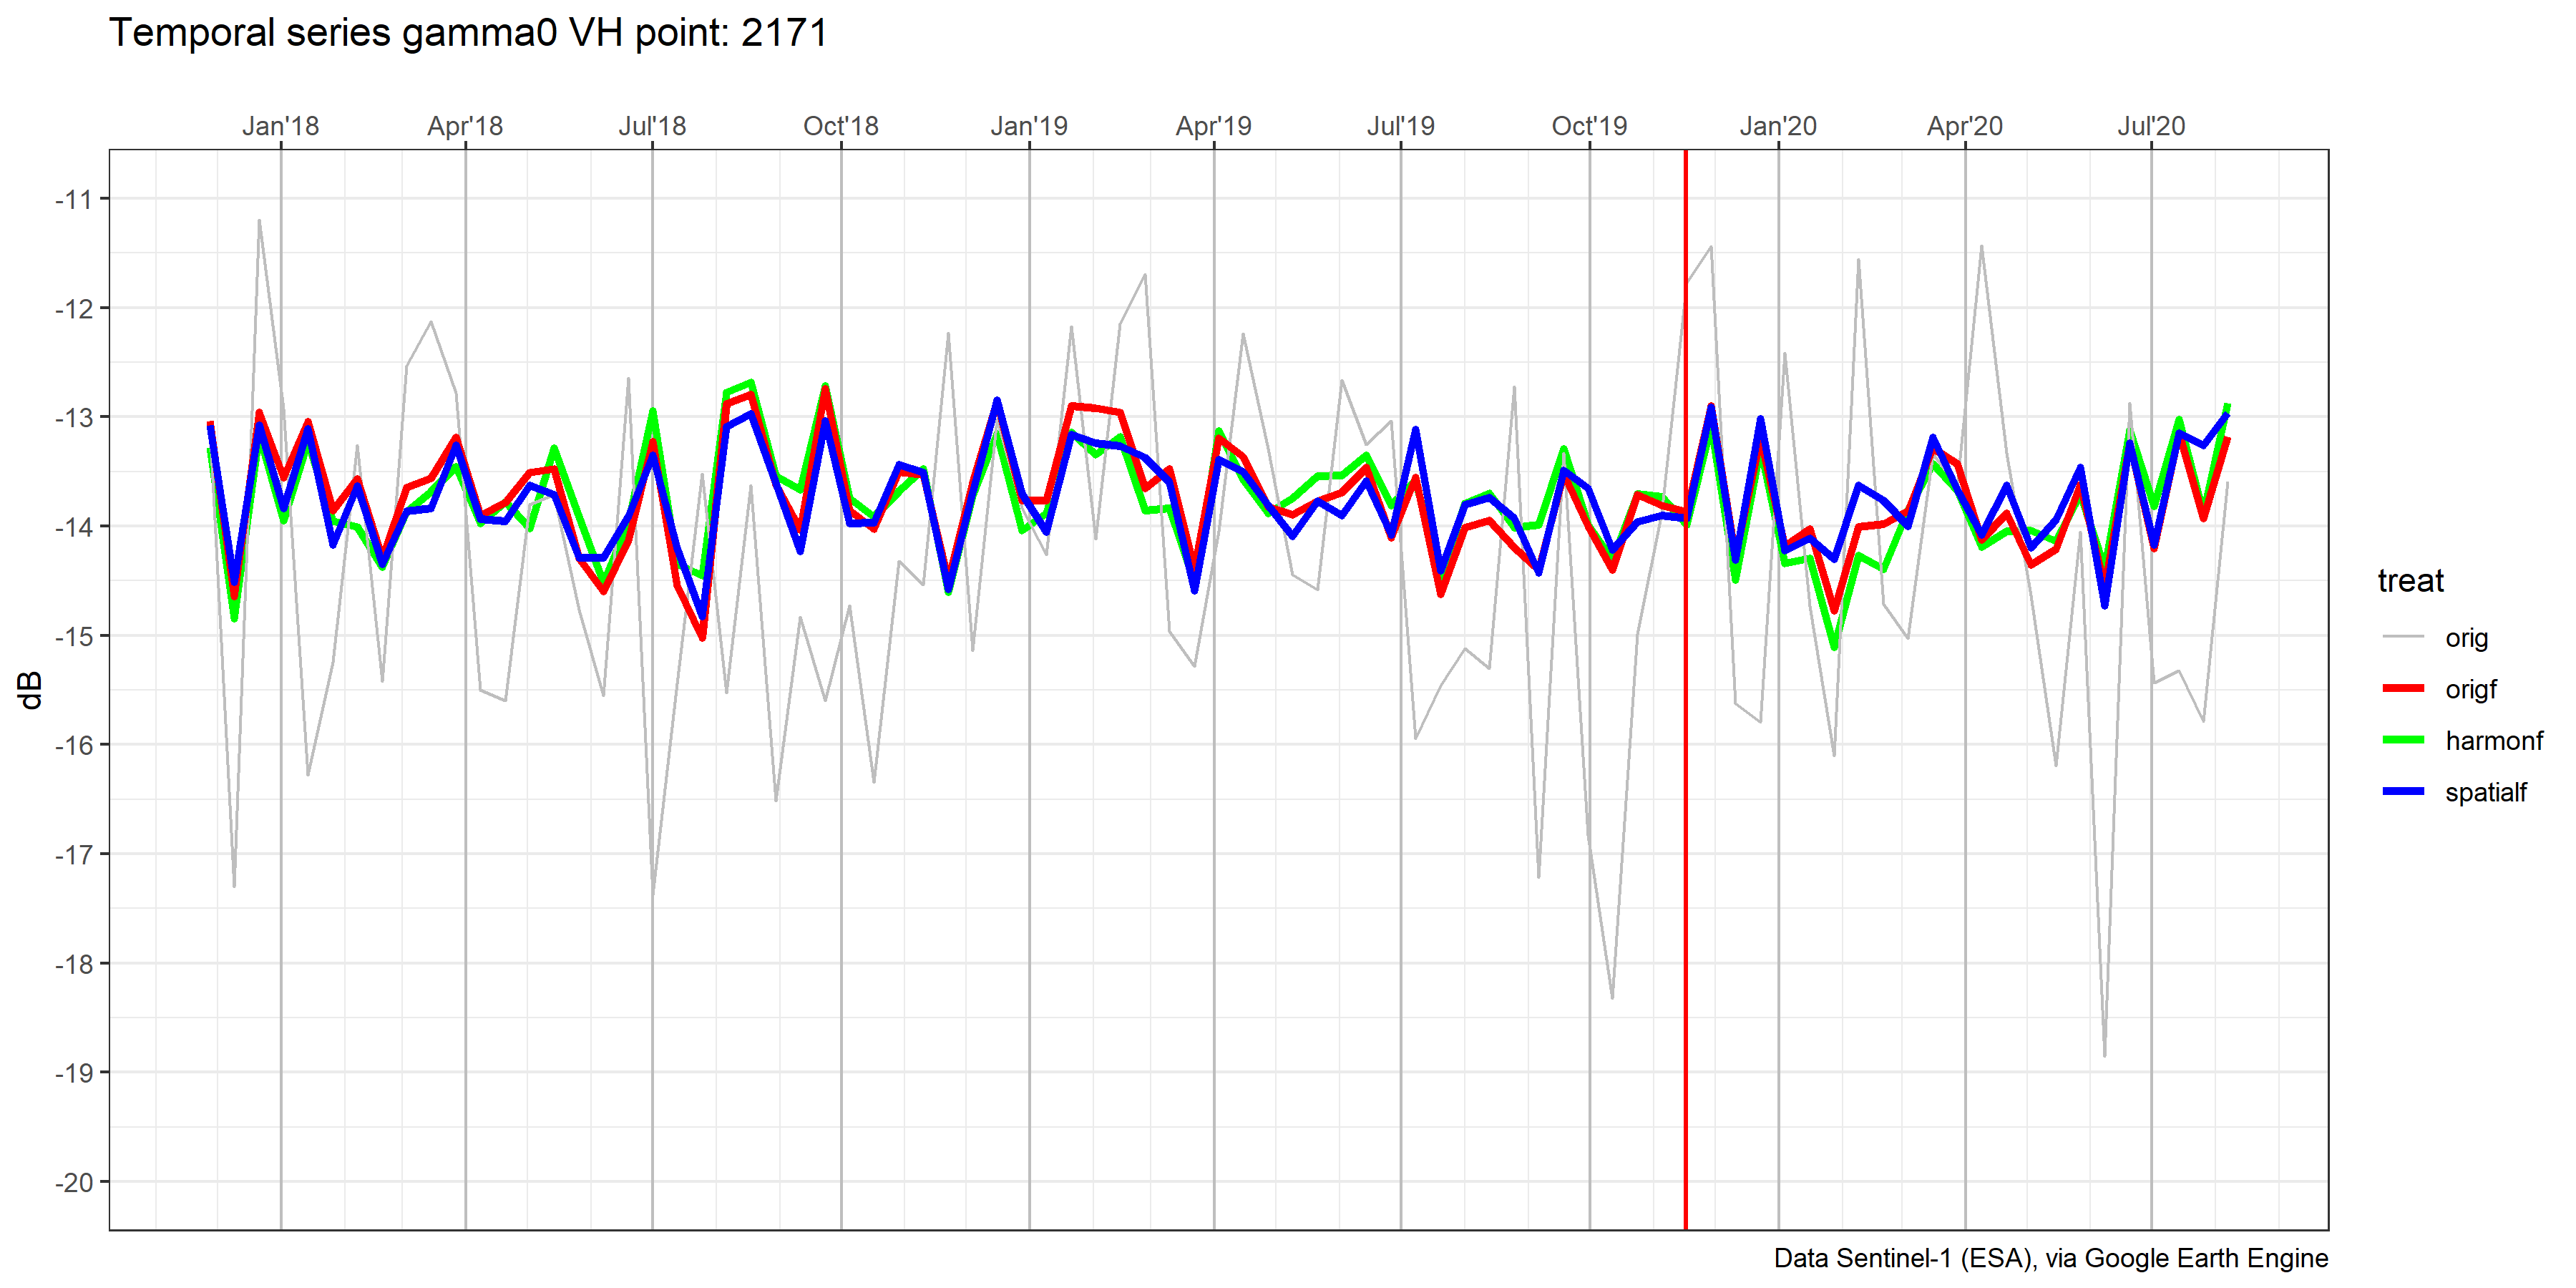 Temporal series gamma0 VH point: 2171
Jan'18 Apr'18 Jul'18 Oct'18 Jan'19 Apr'19 Jul'19 Oct'19 Jan'20 Apr'20 Jul'20
-11
-12
-13
-14
-15
-16
-17
-18
-19
-20
dB
treat
orig
origf
harmonf
spatialf
Data Sentinel-1 (ESA), via Google Earth Engine